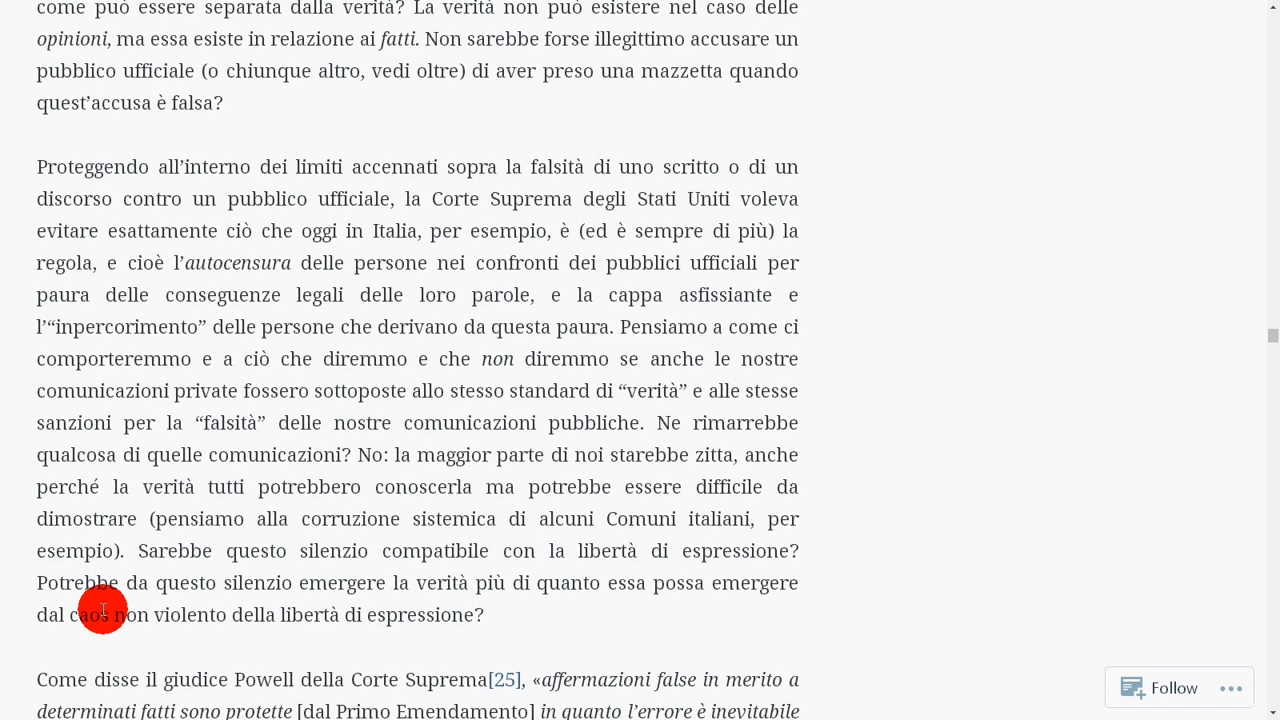 come può essere separata dalla verità? La verità non può esistere nel caso delle
opinioni, ma essa esiste in relazione ai fatti. Non sarebbe forse illegittimo accusare un
pubblico ufficiale (o chiunque altro, vedi oltre) di aver preso una mazzetta quando
quest’accusa è falsa?
Proteggendo all’interno dei limiti accennati sopra la falsità di uno scritto o di un
discorso contro un pubblico ufficiale, la Corte Suprema degli Stati Uniti voleva
evitare esattamente ciò che oggi in Italia, per esempio, è (ed è sempre di più) la
regola, e cioè l’autocensura delle persone nei confronti dei pubblici ufficiali per
paura delle conseguenze legali delle loro parole, e la cappa asfissiante e
l’“inpercorimento” delle persone che derivano da questa paura. Pensiamo a come ci
comporteremmo e a ciò che diremmo e che non diremmo se anche le nostre
comunicazioni private fossero sottoposte allo stesso standard di “verità” e alle stesse
sanzioni per la “falsità” delle nostre comunicazioni pubbliche. Ne rimarrebbe
qualcosa di quelle comunicazioni? No: la maggior parte di noi starebbe zitta, anche
perché la verità tutti potrebbero conoscerla ma potrebbe essere difficile da
dimostrare (pensiamo alla corruzione sistemica di alcuni Comuni italiani, per
esempio). Sarebbe questo silenzio compatibile con la libertà di espressione?
Potrebbe da questo silenzio emergere la verità più di quanto essa possa emergere
dal caos non violento della libertà di espressione?
Come disse il giudice Powell della Corte Suprema[25], «affermazioni false in merito a
determinati fatti sono protette [dal Primo Emendamento] in quanto l’errore è inevitabile
Follow